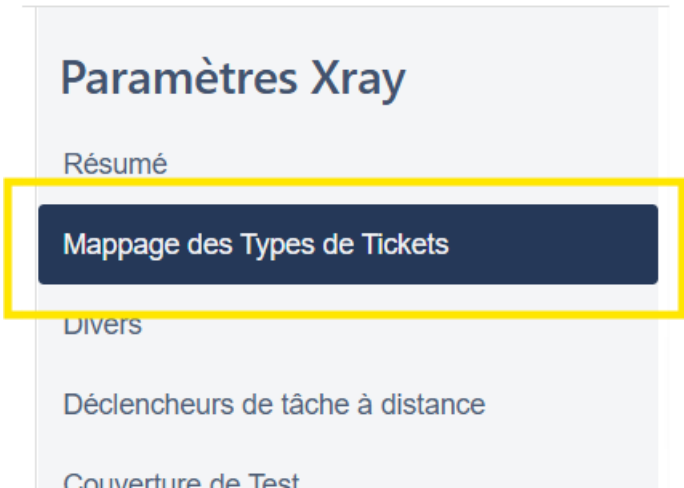 Paramètres Xray
Résumé
Mappage des Types de Tickets
Divers
Déclencheurs de tâche à distance
Couverture de Test